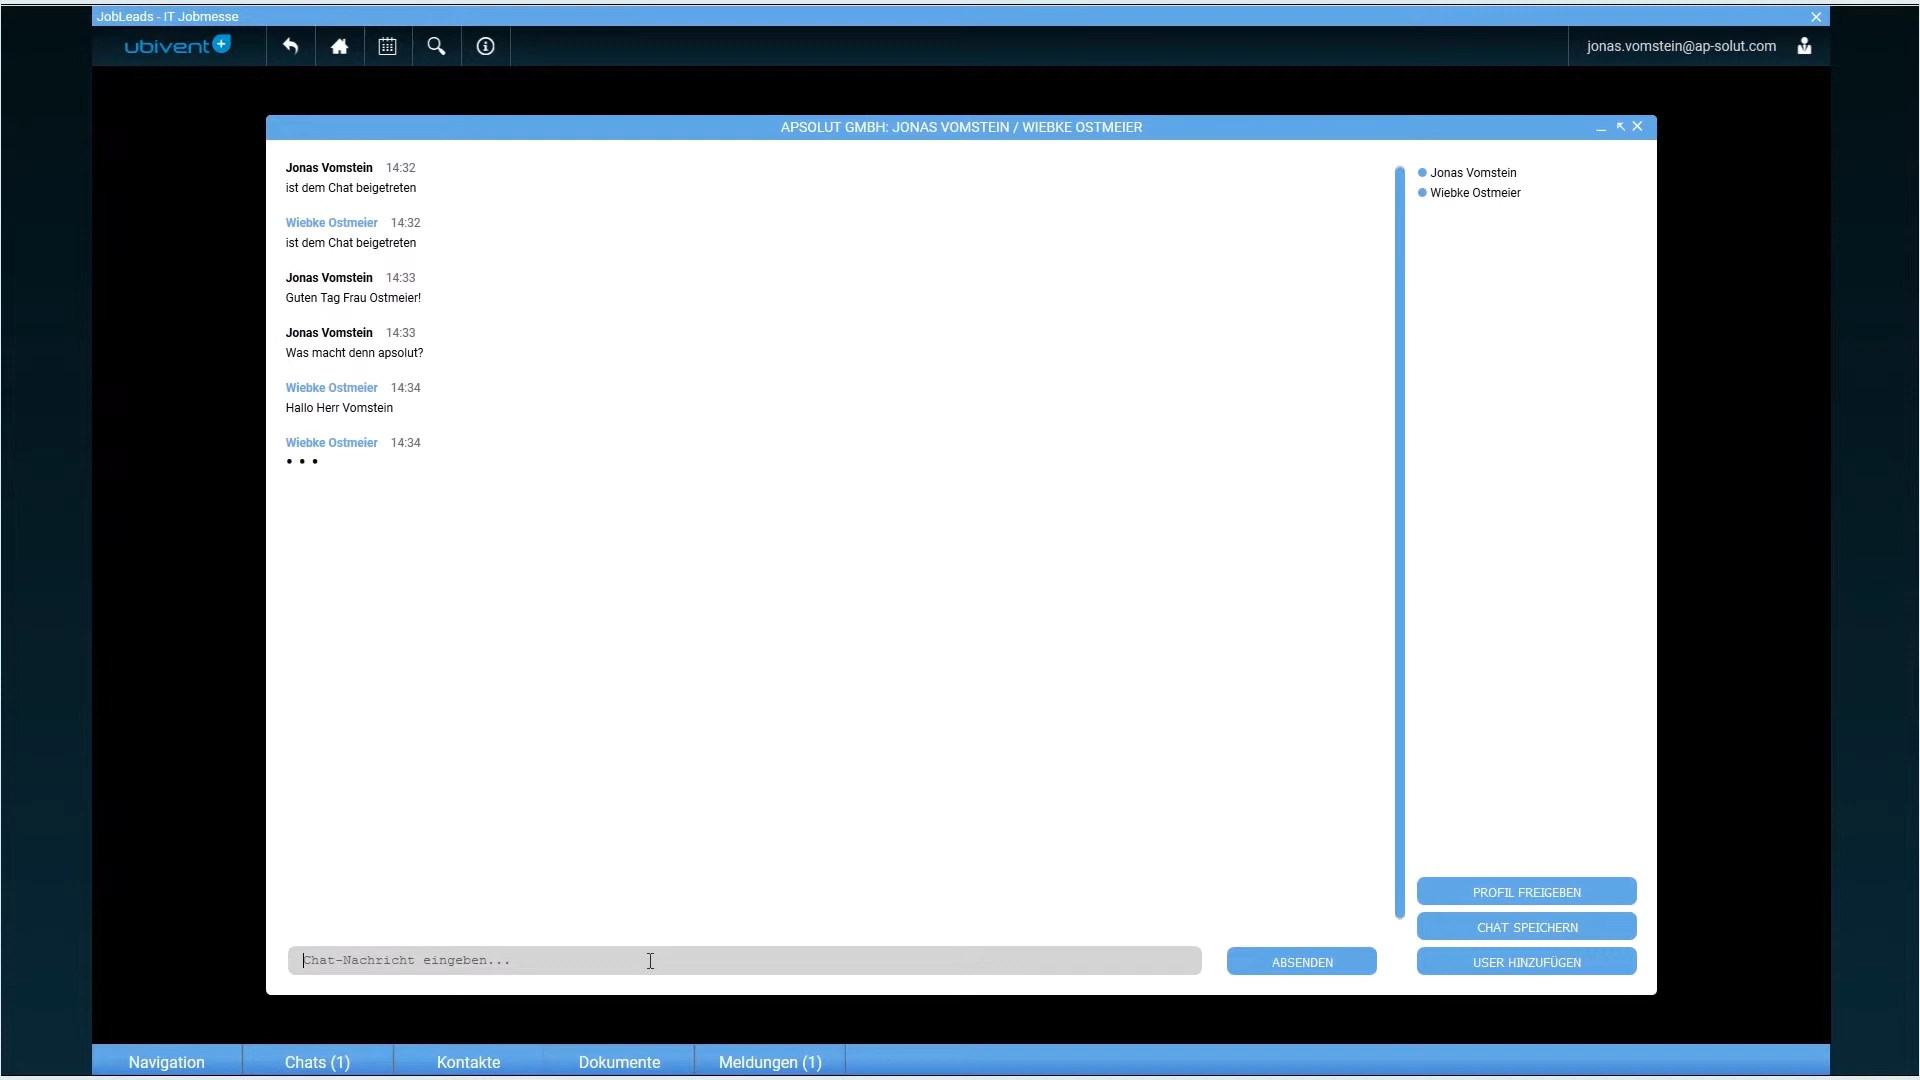 JobLeads - IT Jobmesse
ubivent+
jonas.vomstein@ap-solut.com
APSOLUT GMBH: JONAS VOMSTEIN / WIEBKE OSTMEIER
Jonas Vomstein 14:32
ist dem Chat beigetreten
Wiebke Ostmeier 14:32
ist dem Chat beigetreten
Jonas Vomstein 14:33
Guten Tag Frau Ostmeier!
Jonas Vomstein 14:33
Was macht denn apsolut?
Wiebke Ostmeier 14:34
Hallo Herr Vomstein
Wiebke Ostmeier 14:34
• • •
Jonas Vomstein
Wiebke Ostmeier
PROFIL FREIGEBEN
CHAT SPEICHERN
USER HINZUFÜGEN
Chat-Nachricht eingeben...
ABSENDEN
Navigation
Chats (1)
Kontakte
Dokumente
Meldungen (1)